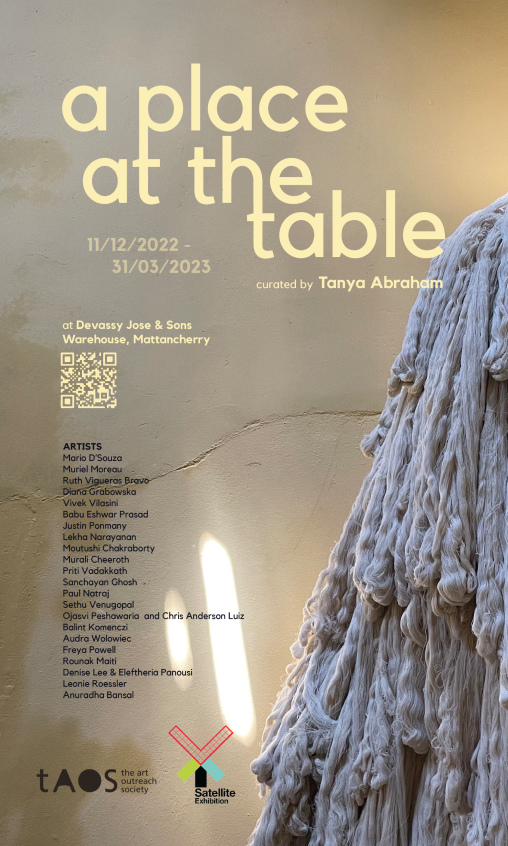 a place
at the
table
11/12/2022 -
31/03/2023
curated by Tanya Abraham
at Devassy Jose & Sons
Warehouse, Mattancherry
ARTISTS
Mario D'Souza
Muriel Moreau
Ruth Vigueras Bravo
Diana Grabowska
Vivek Vilasini
Babu Eshwar Prasad
Justin Ponmany
Lekha Narayanan
Moutushi Chakraborty
Murali Cheeroth
Priti Vadakkath
Sanchayan Ghosh .
Paul Natraj
Sethu Venugopal
Ojasvi Peshawaria and Chris Anderson Luiz
Balint Komenczi
Audra Wolowiec
Freya Powell
Rounak Maiti
Denise Lee & Eleftheria Panousi
Leonie Roessler
Anuradha Bansal
tAOS the art
outreach
society
Satellite
Exhibition